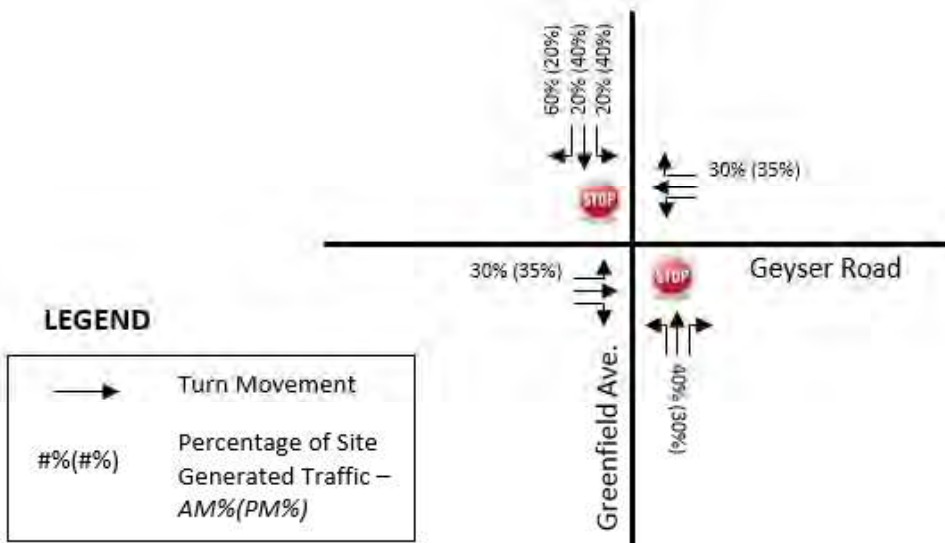 60% (20%)
20% (40%)
20% (40%)
30% (35%)
STOP
30% (35%)
STOP
Geyser Road
40% (30%)
Greenfield Ave.
LEGEND
Turn Movement
#%(#%)
Percentage of Site
Generated Traffic –
AM%(PM%)